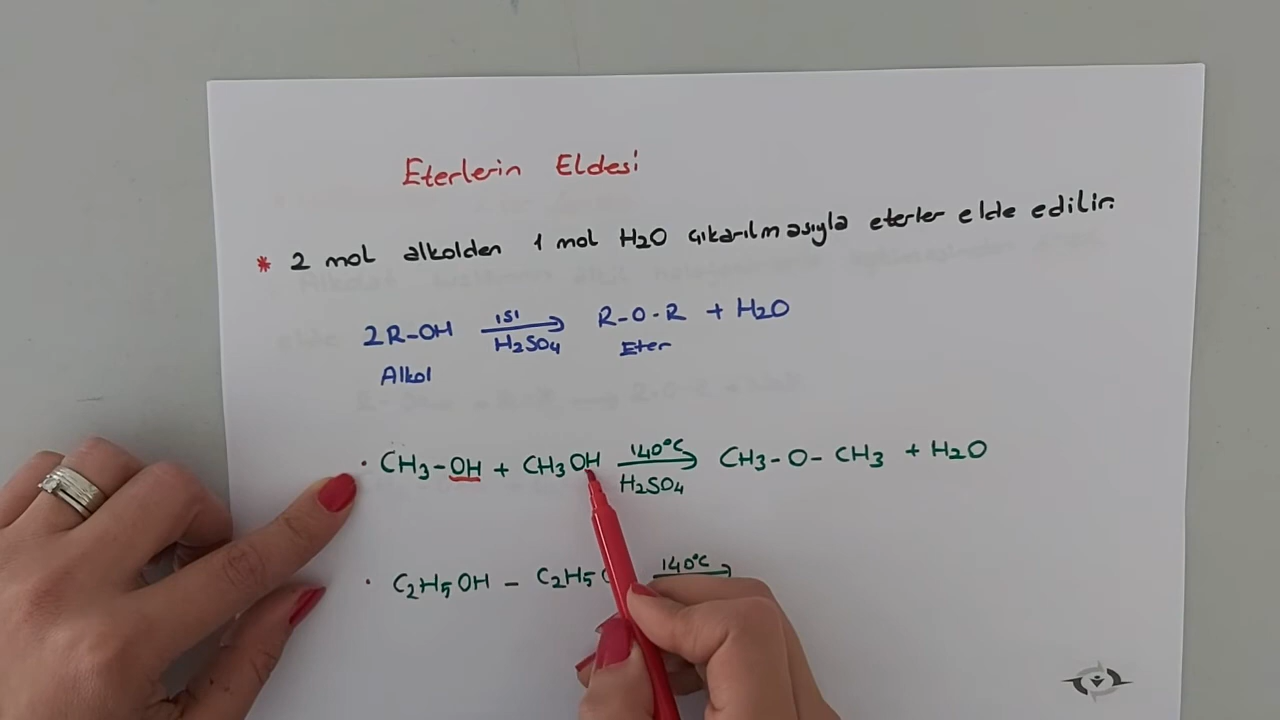 Eterlerin Eldesi
* 2 mol alkolden 1 mol H2O çıkarılmasıyla eterler elde edilir.
2R-OH ısı H2SO4 R-O-R + H2O
Alkol Eter
• CH3-OH + CH3OH 140°C H2SO4 CH3-O-CH3 + H2O
• C2H5OH - C2H5 140°C